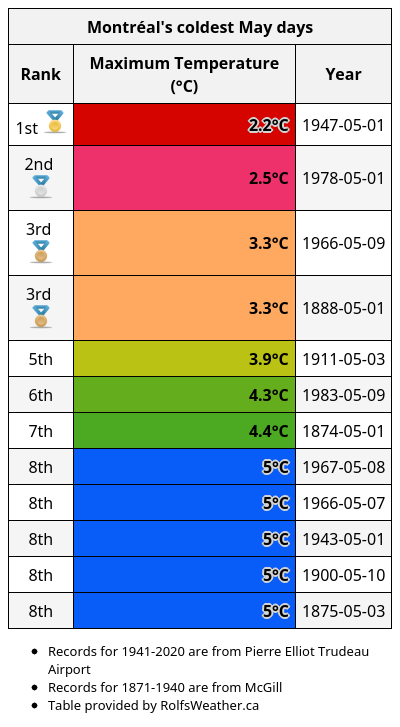 Montréal's coldest May days
Rank Maximum Temperature (°C) Year
1st 2.2°C 1947-05-01
2nd 2.5°C 1978-05-01
3rd 3.3°C 1966-05-09
3rd 3.3°C 1888-05-01
5th 3.9°C 1911-05-03
6th 4.3°C 1983-05-09
7th 4.4°C 1874-05-01
8th 5°C 1967-05-08
8th 5°C 1966-05-07
8th 5°C 1943-05-01
8th 5°C 1900-05-10
8th 5°C 1875-05-03
• Records for 1941-2020 are from Pierre Elliot Trudeau
Airport
• Records for 1871-1940 are from McGill
• Table provided by RolfsWeather.ca